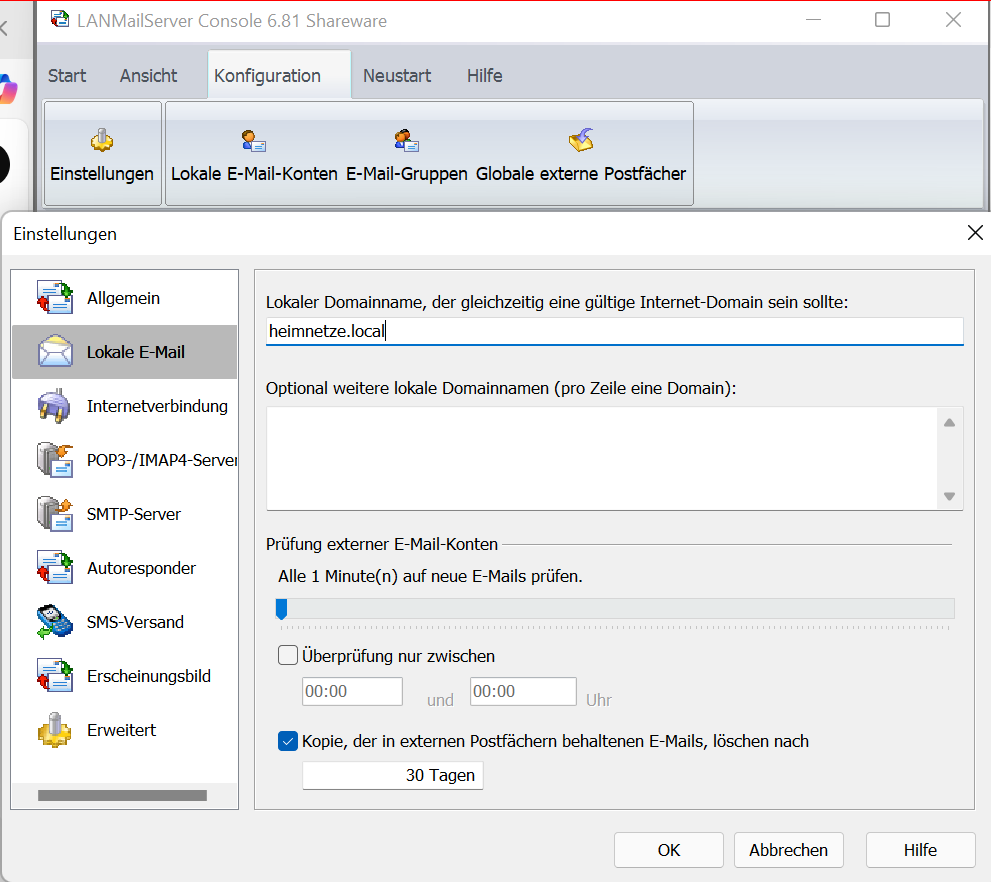 LANMailServer Console 6.81 Shareware
Start Ansicht Konfiguration Neustart Hilfe
Einstellungen Lokale E-Mail-Konten E-Mail-Gruppen Globale externe Postfächer
Einstellungen
Allgemein
Lokale E-Mail
Internetverbindung
POP3-/IMAP4-Server
SMTP-Server
Autoresponder
SMS-Versand
Erscheinungsbild
Erweitert
Lokaler Domainname, der gleichzeitig eine gültige Internet-Domain sein sollte:
heimnetze.local
Optional weitere lokale Domainnamen (pro Zeile eine Domain):
Prüfung externer E-Mail-Konten
Alle 1 Minute(n) auf neue E-Mails prüfen.
Überprüfung nur zwischen
00:00 und 00:00 Uhr
Kopie, der in externen Postfächern behaltenen E-Mails, löschen nach
30 Tagen
OK Abbrechen Hilfe